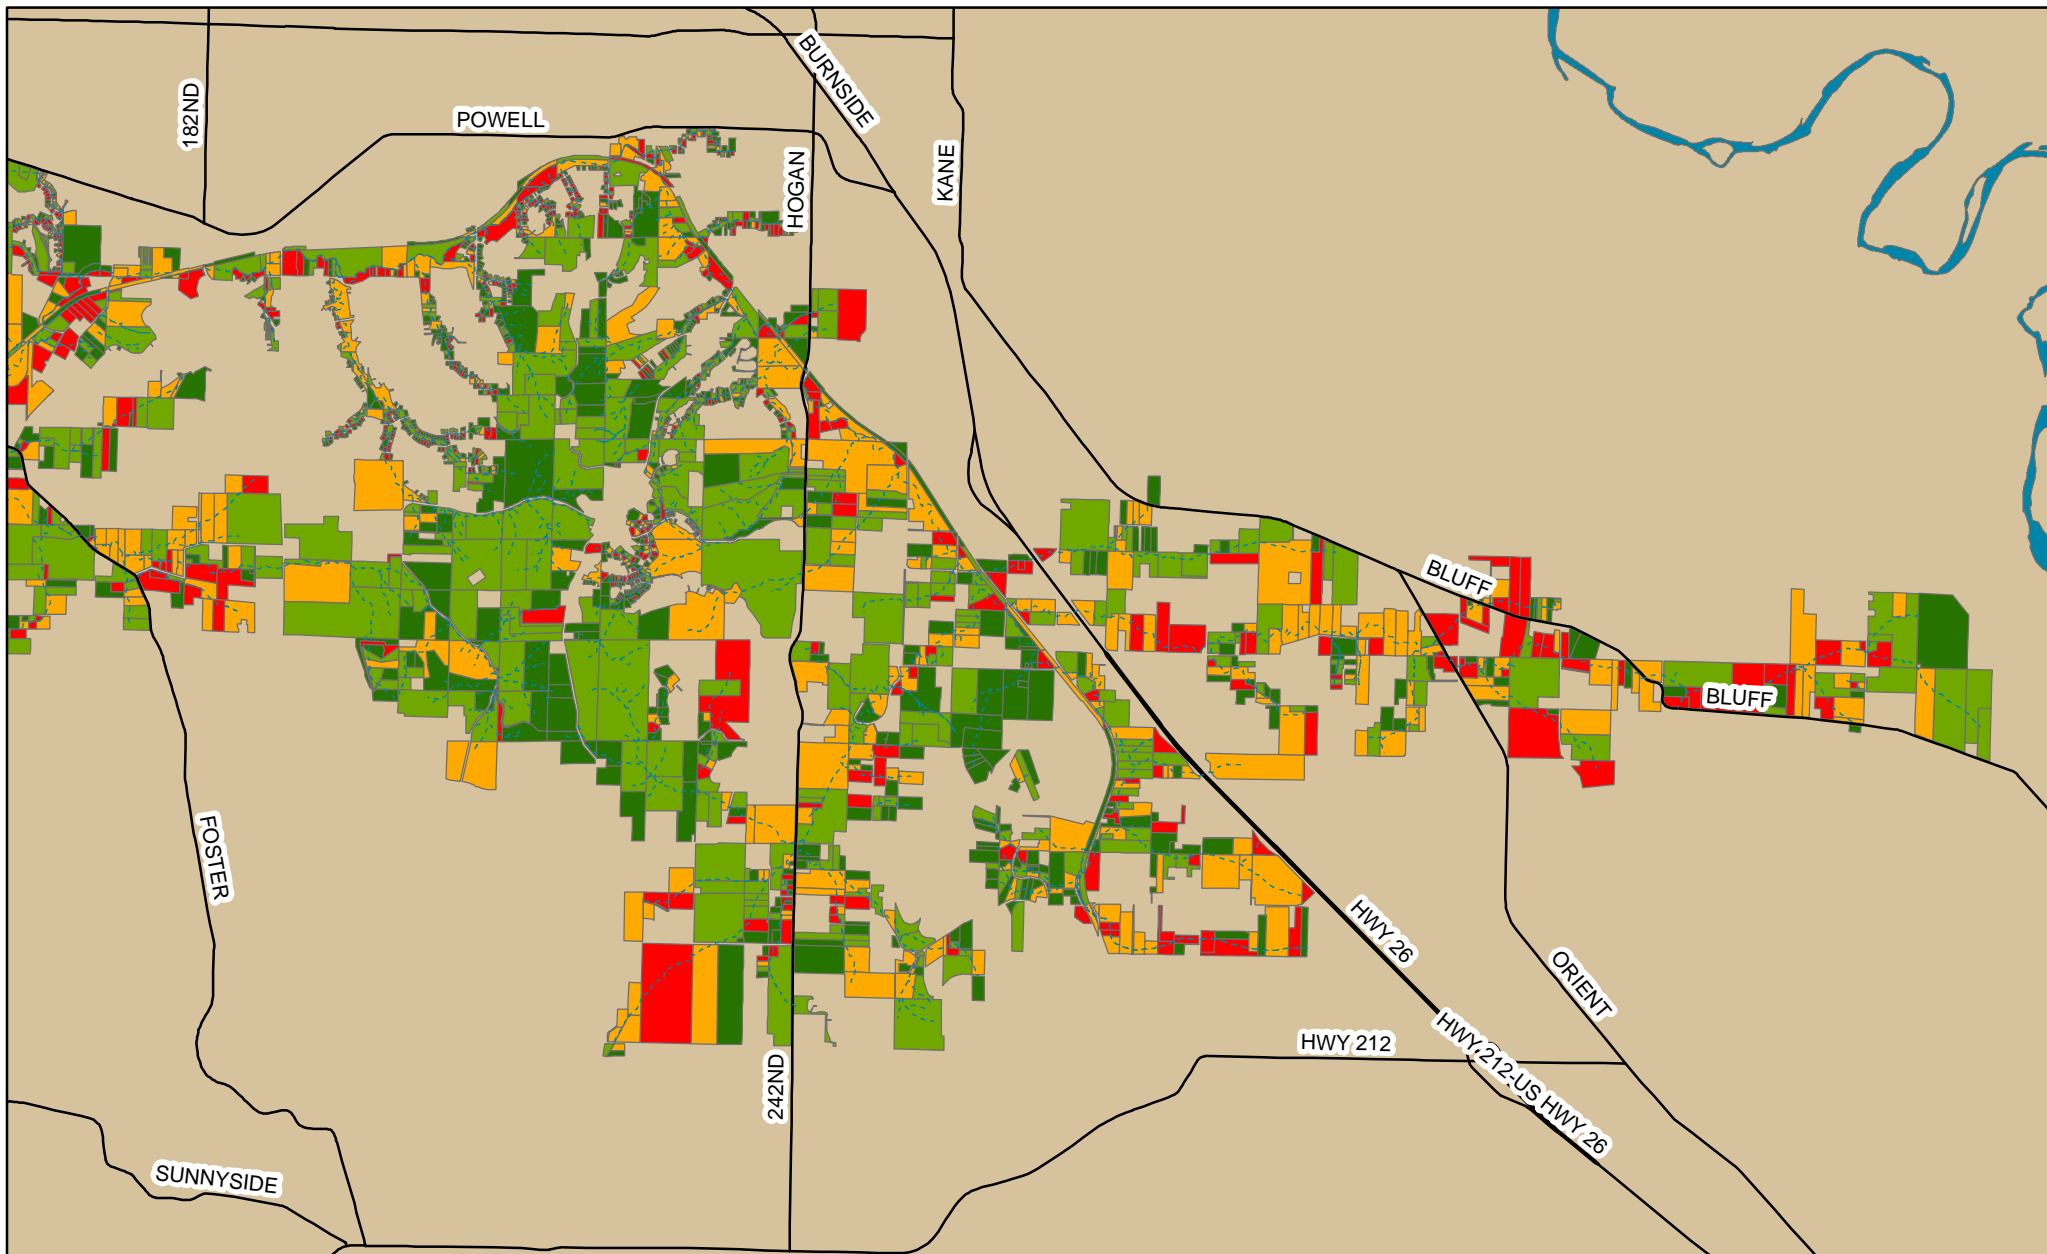 BURNSIDE
182ND
POWELL
HOGAN
KANE
BLUFF
BLUFF
FOSTER
HWY 26
ORIENT
HWY 212
HWY 212-US HWY 26
242ND
SUNNYSIDE